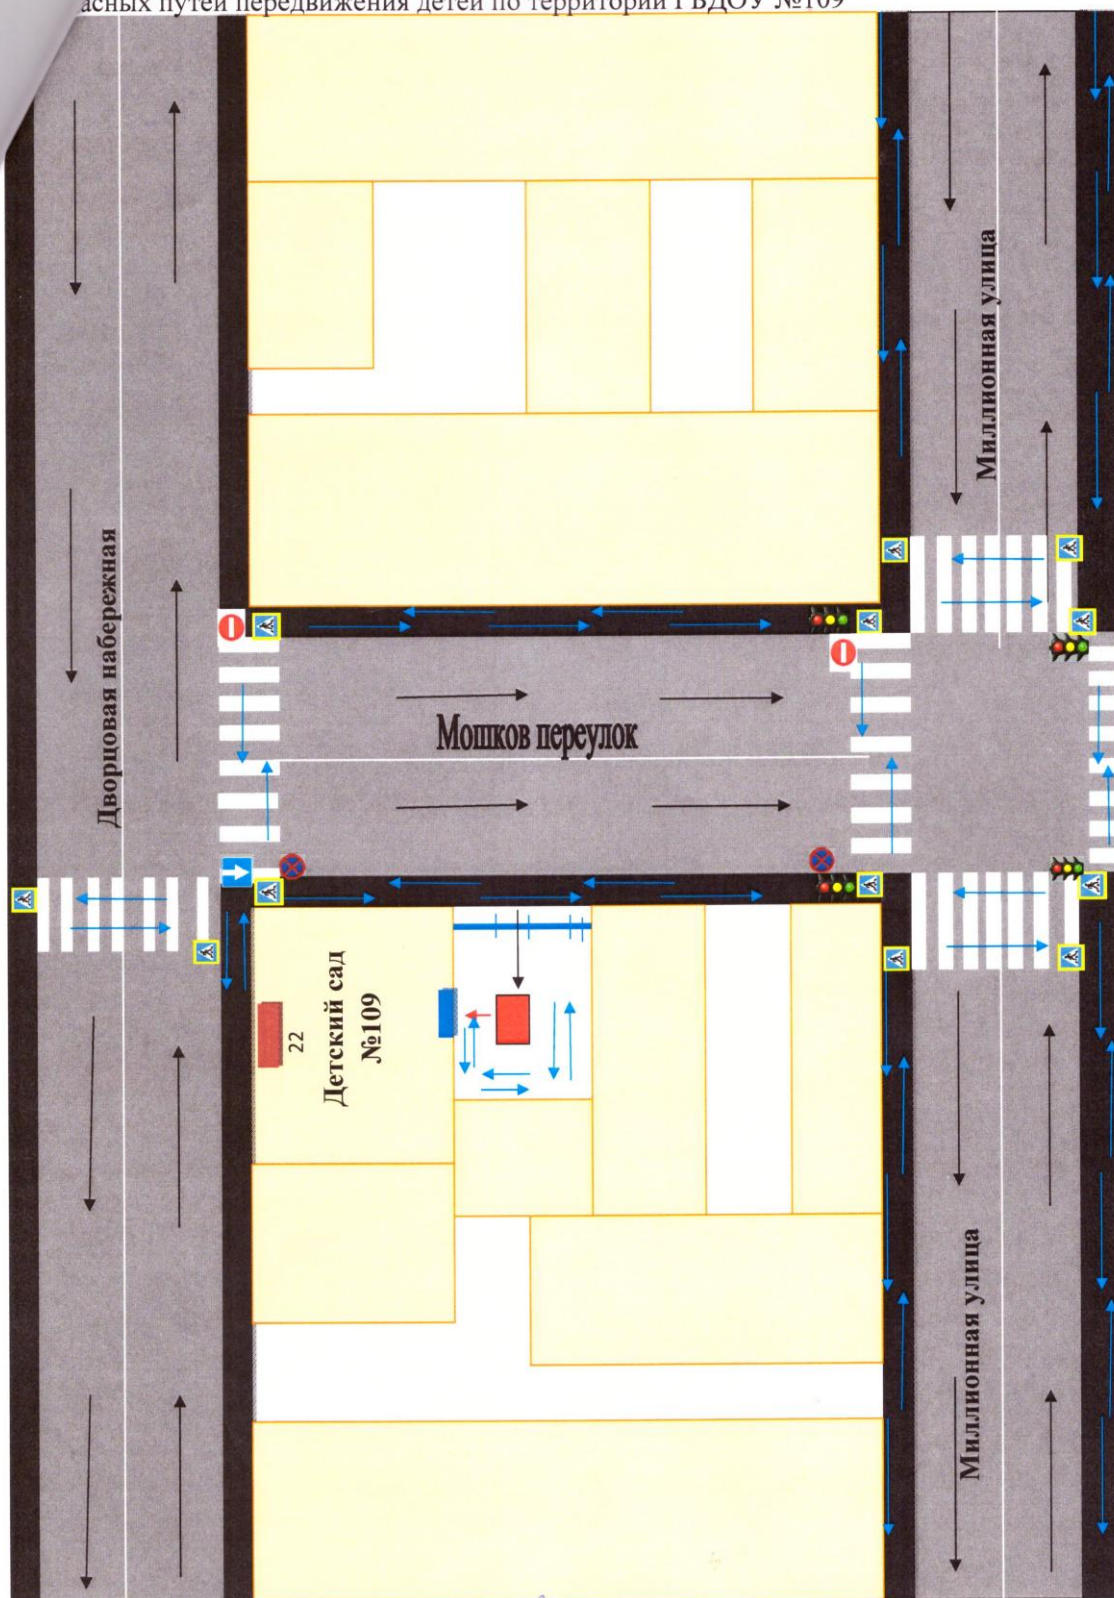 путей передвижения детей по территории ГБДОУ №109
Дворцовая набережная
Миллионная улица
Мошков переулок
22
Детский сад
№109
Миллионная улица